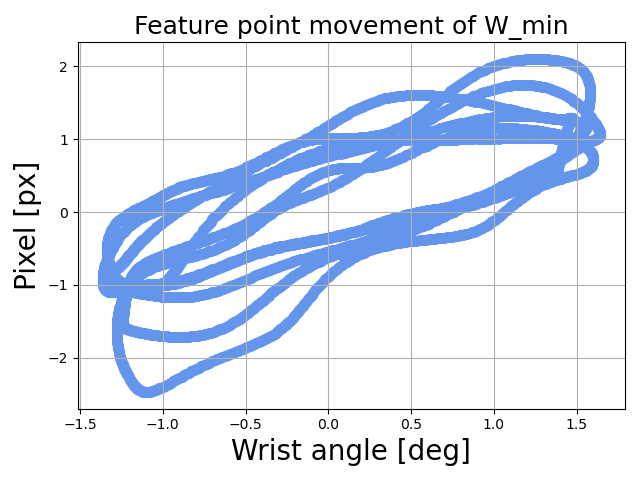 Feature point movement of W_min
Pixel [px]
2
1
0
−1
−2
−1.5 −1.0 −0.5 0.0 0.5 1.0 1.5
Wrist angle [deg]